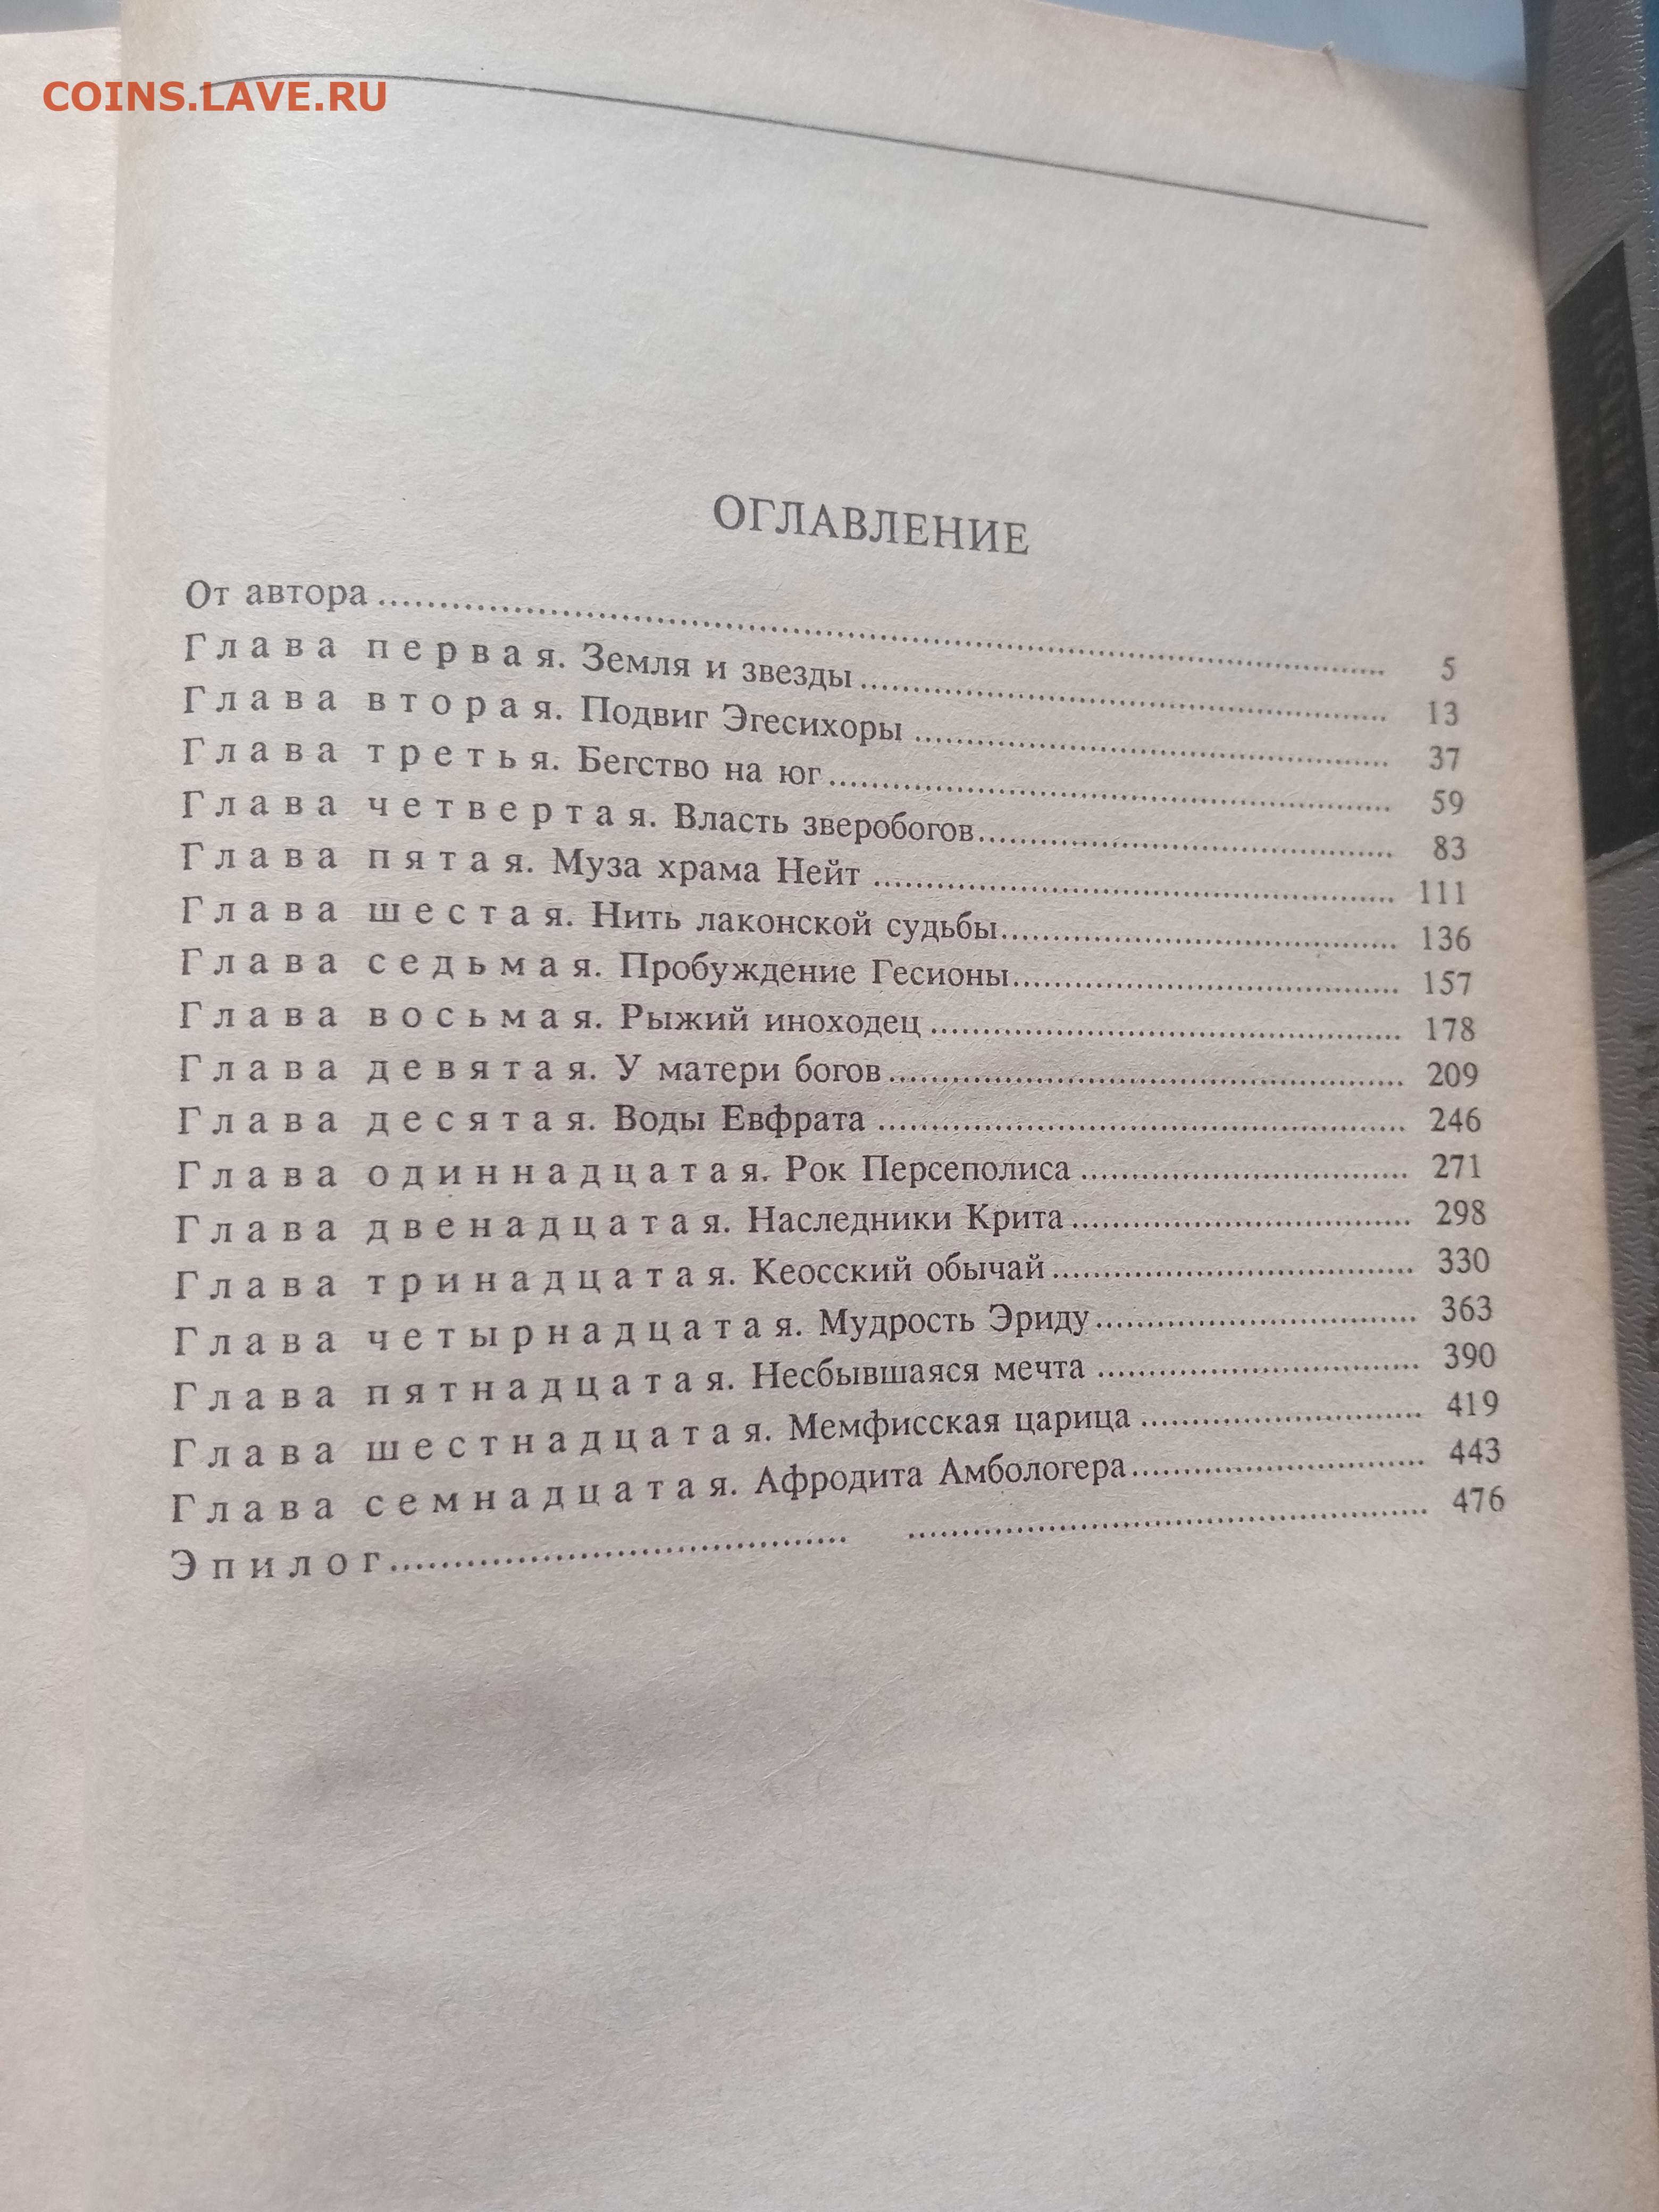 COINS.LAVE.RU
ОГЛАВЛЕНИЕ
От автора 5
Глава первая. Земля и звезды 13
Глава вторая. Подвиг Эгесихоры 37
Глава третья. Бегство на юг 59
Глава четвертая. Власть зверобогов 83
Глава пятая. Муза храма Нейт 111
Глава шестая. Нить лаконской судьбы 136
Глава седьмая. Пробуждение Гесионы 157
Глава восьмая. Рыжий иноходец 178
Глава девятая. У матери богов 209
Глава десятая. Воды Евфрата 246
Глава одиннадцатая. Рок Персеполиса 271
Глава двенадцатая. Наследники Крита 298
Глава тринадцатая. Кеосский обычай 330
Глава четырнадцатая. Мудрость Эриду 363
Глава пятнадцатая. Несбывшаяся мечта 390
Глава шестнадцатая. Мемфисская царица 419
Глава семнадцатая. Афродита Амбологера 443
Эпилог 476